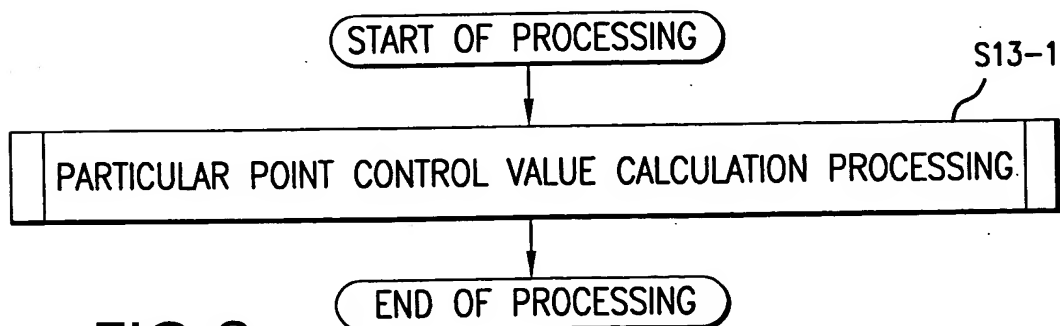 START OF PROCESSING
S13-1
PARTICULAR POINT CONTROL VALUE CALCULATION PROCESSING
END OF PROCESSING